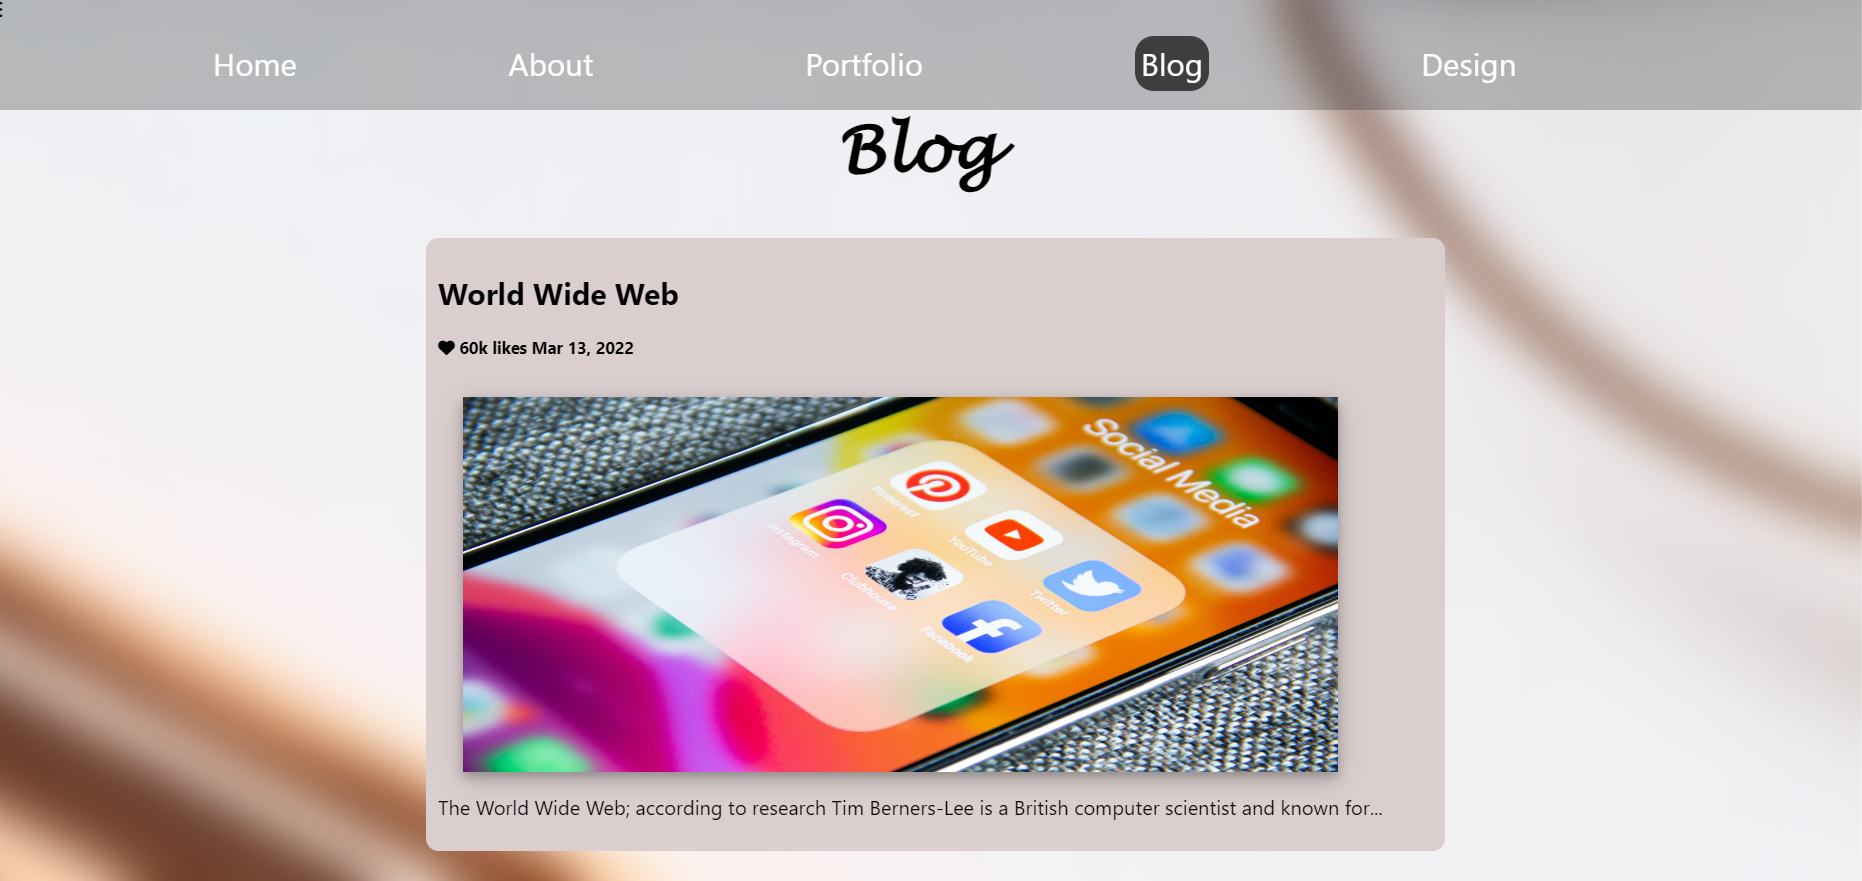 Home About Portfolio Blog Design
Blog
World Wide Web
60k likes Mar 13, 2022
Social Media
Pinterest
Instagram
YouTube
Clubhouse
Twitter
Facebook
The World Wide Web; according to research Tim Berners-Lee is a British computer scientist and known for...